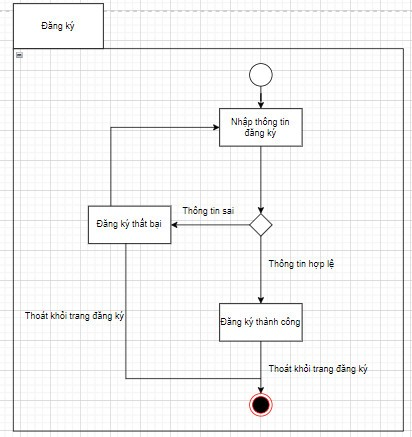 Đăng ký
Nhập thông tin
đăng ký
Thông tin sai
Đăng ký thất bại
Thông tin hợp lệ
Thoát khỏi trang đăng ký
Đăng ký thành công
Thoát khỏi trang đăng ký